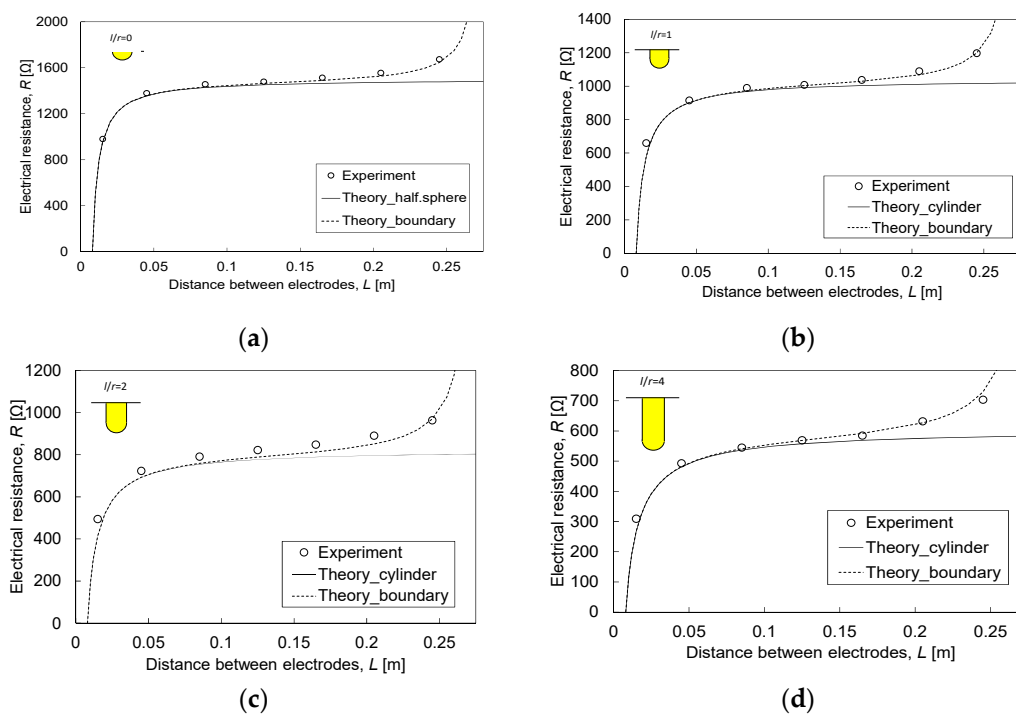 2000
1600
1200
800
400
0
Electrical resistance, R [Ω]
l/r=0
Experiment
Theory_half.sphere
Theory_boundary
0 0.05 0.1 0.15 0.2 0.25
Distance between electrodes, L [m]
(a)
1400
1200
1000
800
600
400
200
0
Electrical resistance, R [Ω]
l/r=1
Experiment
Theory_cylinder
Theory_boundary
0 0.05 0.1 0.15 0.2 0.25
Distance between electrodes, L [m]
(b)
1200
1000
800
600
400
200
0
Electrical resistance, R [Ω]
l/r=2
Experiment
Theory_cylinder
Theory_boundary
0 0.05 0.1 0.15 0.2 0.25
Distance between electrodes, L [m]
(c)
800
700
600
500
400
300
200
100
0
Electrical resistance, R [Ω]
l/r=4
Experiment
Theory_cylinder
Theory_boundary
0 0.05 0.1 0.15 0.2 0.25
Distance between electrodes, L [m]
(d)